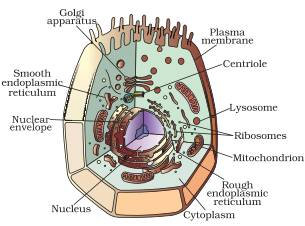 Golgi
apparatus
Plasma
membrane
Centriole
Smooth
endoplasmic
reticulum
Lysosome
Nuclear
envelope
Ribosomes
Mitochondrion
Rough
endoplasmic
reticulum
Nucleus
Cytoplasm